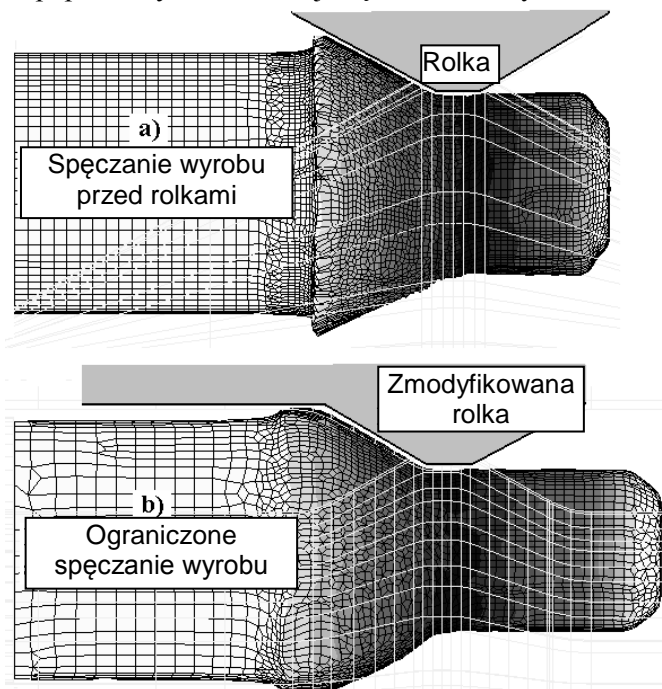 Rolka
a)
Spęczanie wyrobu
przed rolkami
Zmodyfikowana
rolka
b)
Ograniczone
spęczanie wyrobu